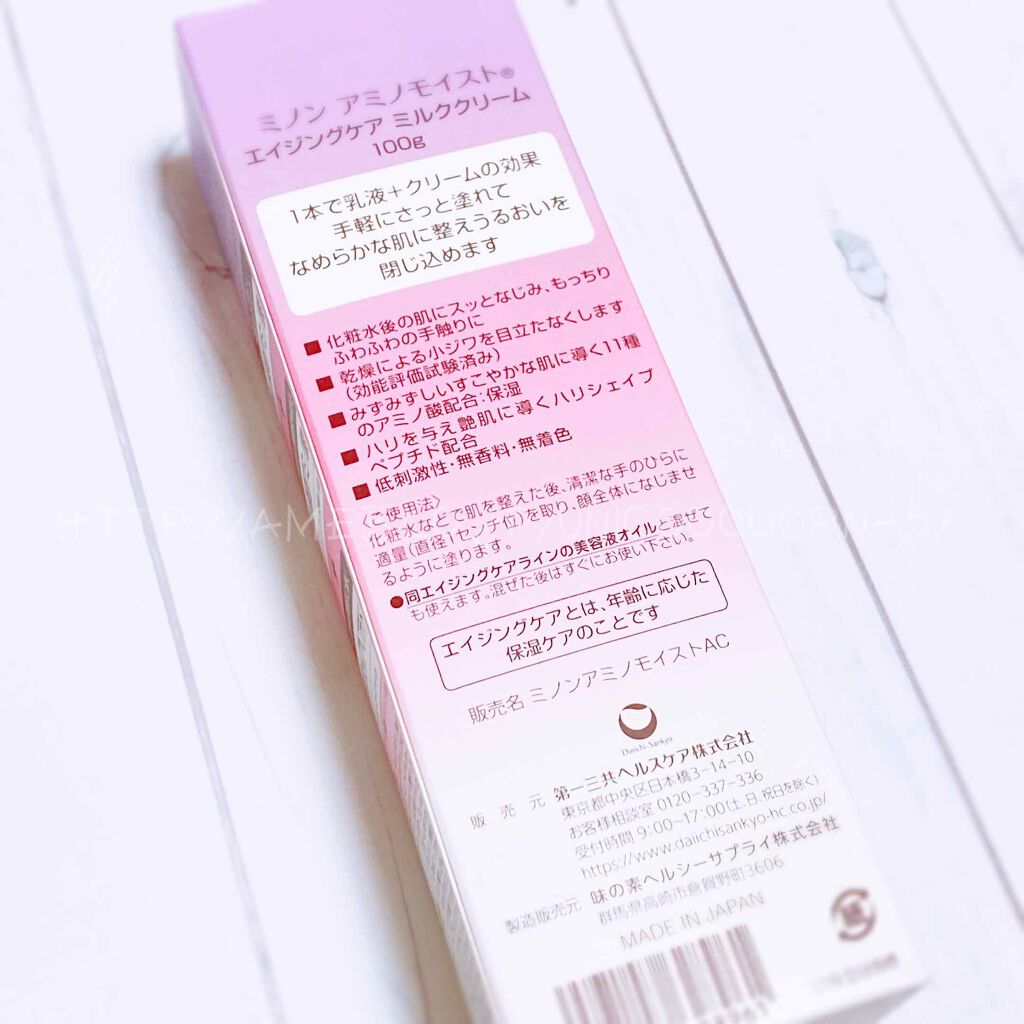 ミノン アミノモイスト®
エイジングケア ミルククリーム
100g
1本で乳液+クリームの効果
手軽にさっと塗れて
なめらかな肌に整えうるおいを
閉じ込めます
■ 化粧水後の肌にスッとなじみ、もっちり
ふわふわの手触りに
■ 乾燥による小ジワを目立たなくします
(効能評価試験済み)
■ みずみずしいすこやかな肌に導く11種
のアミノ酸配合:保湿
■ ハリを与え艶肌に導くハリシェイプ
ペプチド配合
■ 低刺激性・無香料・無着色
〈ご使用法〉
化粧水などで肌を整えた後、清潔な手のひらに
適量(直径1センチ位)を取り、顔全体になじませ
るように塗ります。
●同エイジングケアラインの美容液オイルと混ぜて
も使えます。混ぜた後はすぐにお使い下さい。
エイジングケアとは、年齢に応じた
保湿ケアのことです
販売名 ミノンアミノモイストAC
Daiichi Sankyo
販売元 第一三共ヘルスケア株式会社
東京都中央区日本橋3-14-10
お客様相談室 0120-337-336
受付時間 9:00~17:00(土、日、祝日を除く)
https://www.daiichisankyo-hc.co.jp/
製造販売元 味の素ヘルシーサプライ株式会社
群馬県高崎市倉賀野町3606
MADE IN JAPAN
紙